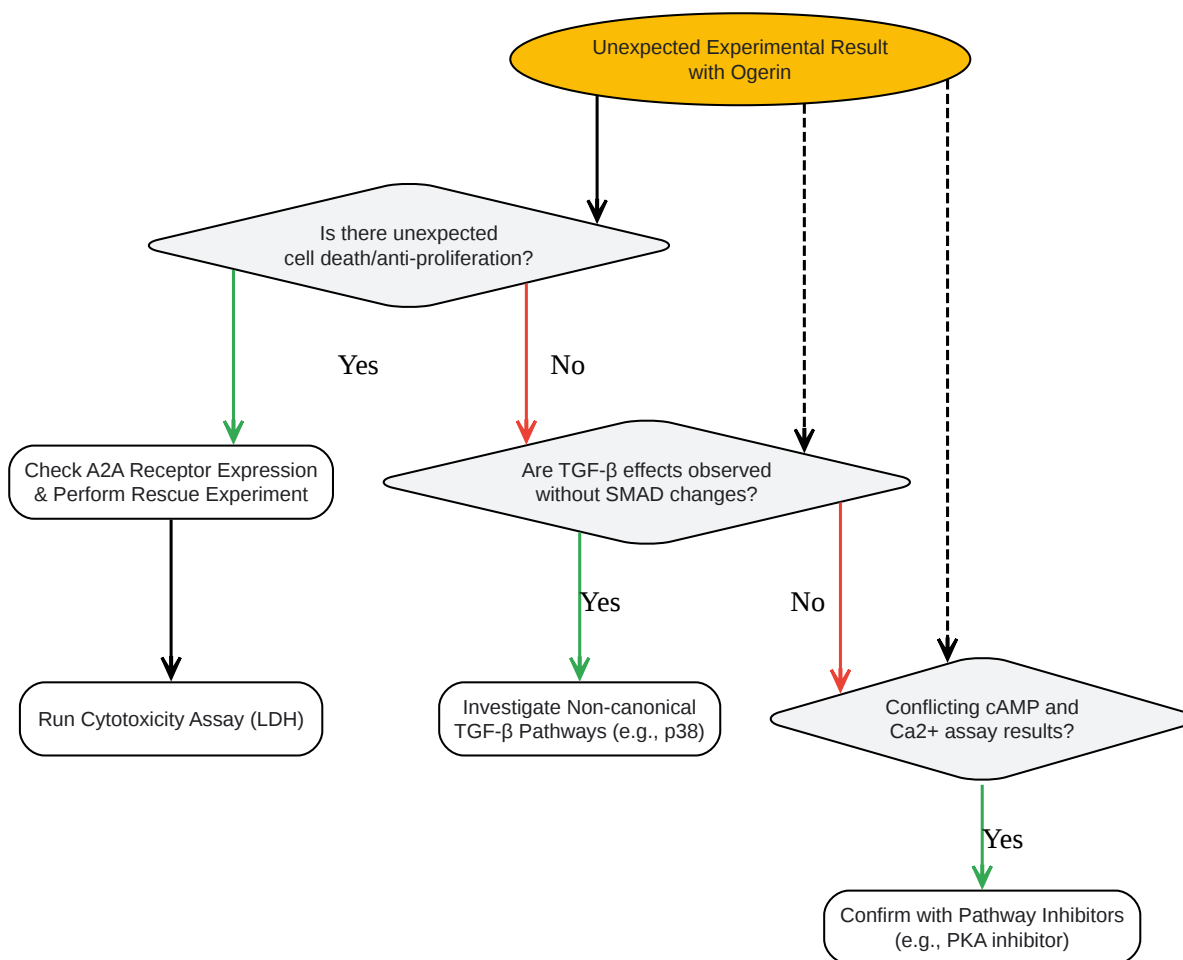 Unexpected Experimental Result
with Ogerin
Is there unexpected
cell death/anti-proliferation?
Yes
No
Check A2A Receptor Expression
& Perform Rescue Experiment
Are TGF-β effects observed
without SMAD changes?
Yes
No
Run Cytotoxicity Assay (LDH)
Investigate Non-canonical
TGF-β Pathways (e.g., p38)
Conflicting cAMP and
Ca2+ assay results?
Yes
Confirm with Pathway Inhibitors
(e.g., PKA inhibitor)